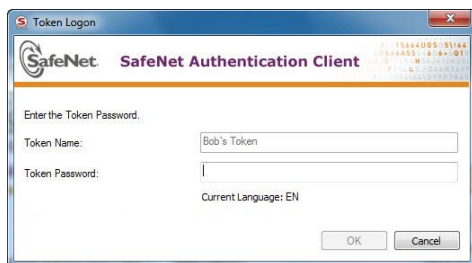 Token Logon
SafeNet. SafeNet Authentication Client
Enter the Token Password.
Token Name: Bob's Token
Token Password:
Current Language: EN
OK Cancel